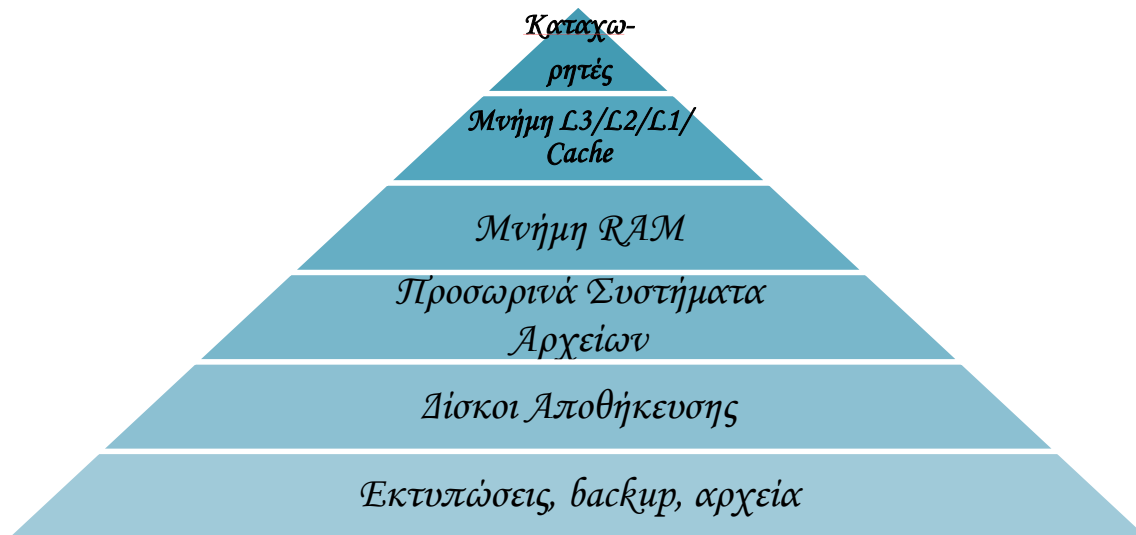 Καταχω-
ρητές
Μνήμη L3/L2/L1/
Cache
Μνήμη RAM
Προσωρινά Συστήματα
Αρχείων
Δίσκοι Αποθήκευσης
Εκτυπώσεις, backup, αρχεία